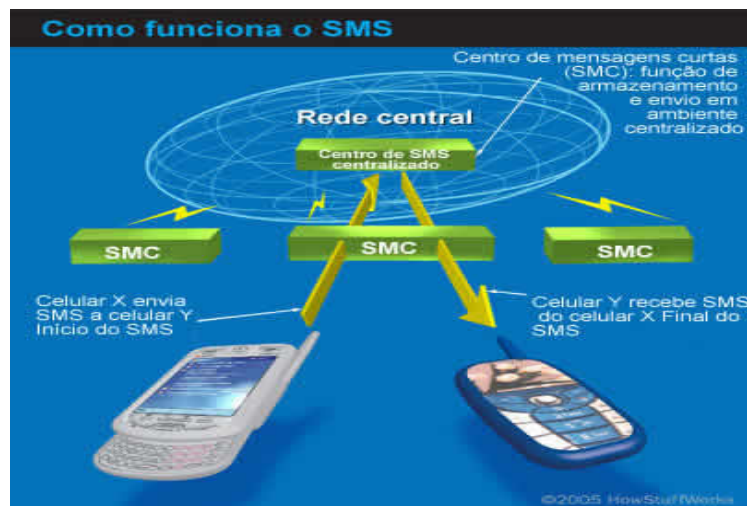 Como funciona o SMS
Centro de mensagens curtas
(SMC): função de
armazenamento
e envio em
ambiente
centralizado
Rede central
Centro de SMS
centralizado
SMC
SMC
SMC
Celular X envia
SMS a celular Y
Início do SMS
Celular Y recebe SMS
do celular X Final do
SMS
©2005 HowStuffWorks